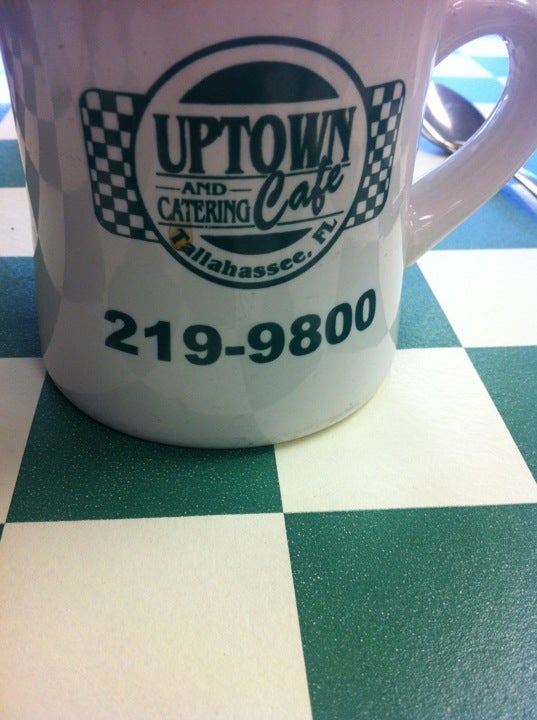 UPTOWN
AND
CATERING Cafe
Tallahassee, FL
219-9800